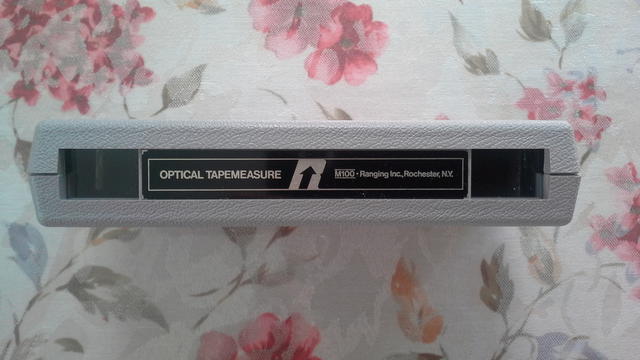 OPTICAL TAPEMEASURE M100 · Ranging Inc., Rochester, N.Y.